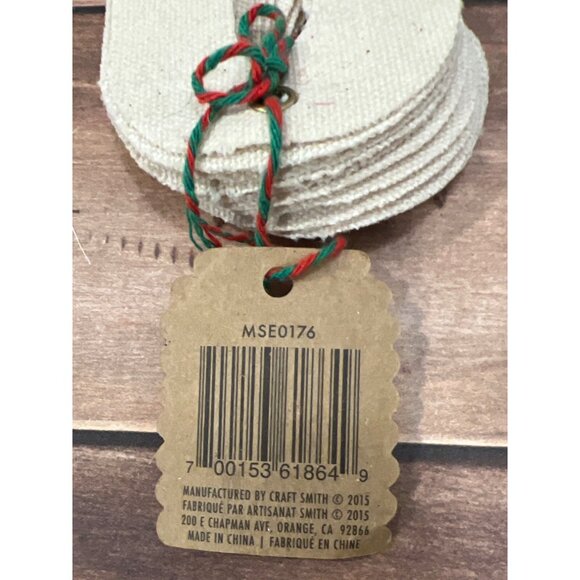 MSE0176
7 00153 61864 9
MANUFACTURED BY CRAFT SMITH © 2015
FABRIQUÉ PAR ARTISANAT SMITH © 2015
200 E CHAPMAN AVE, ORANGE, CA 92866
MADE IN CHINA | FABRIQUÉ EN CHINE